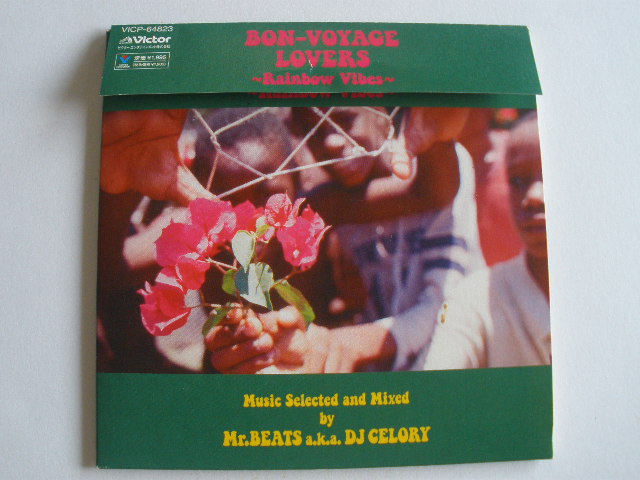 VICP-64823
Victor
BON-VOYAGE
LOVERS
~Rainbow Vibes~
Music Selected and Mixed
by
Mr.BEATS a.k.a. DJ CELORY